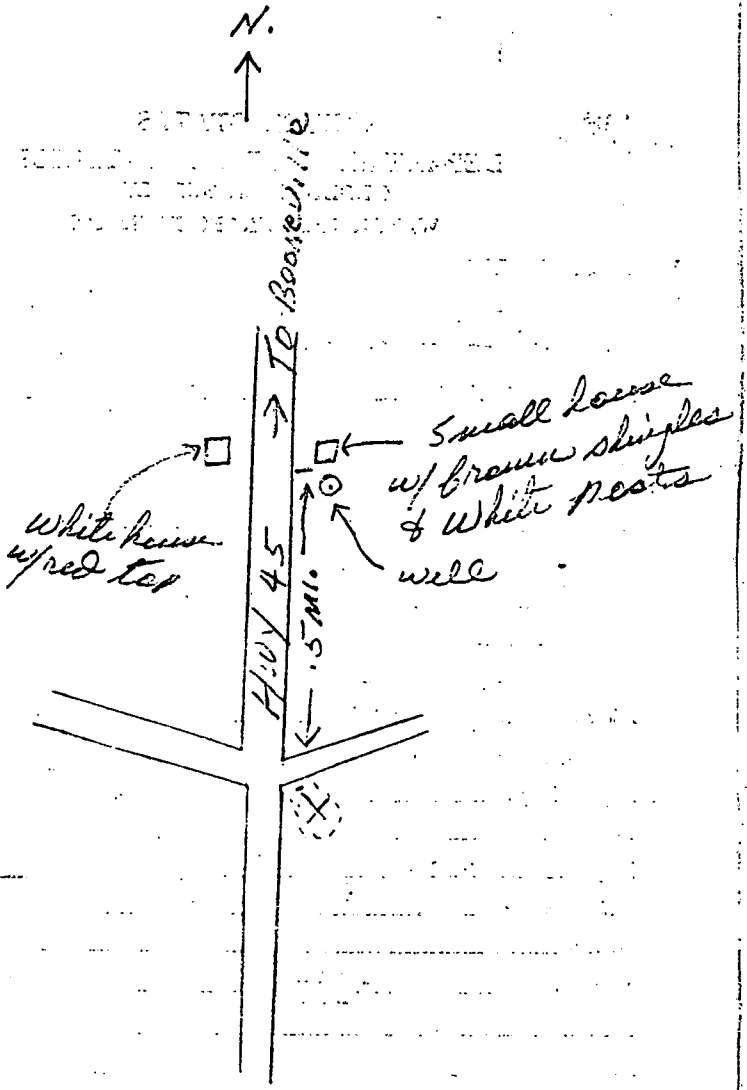 N.
To Booneville
Small house
w/ brown shingles
& White posts
well
White house
w/red top
Hwy 45
.5 Mi.
X